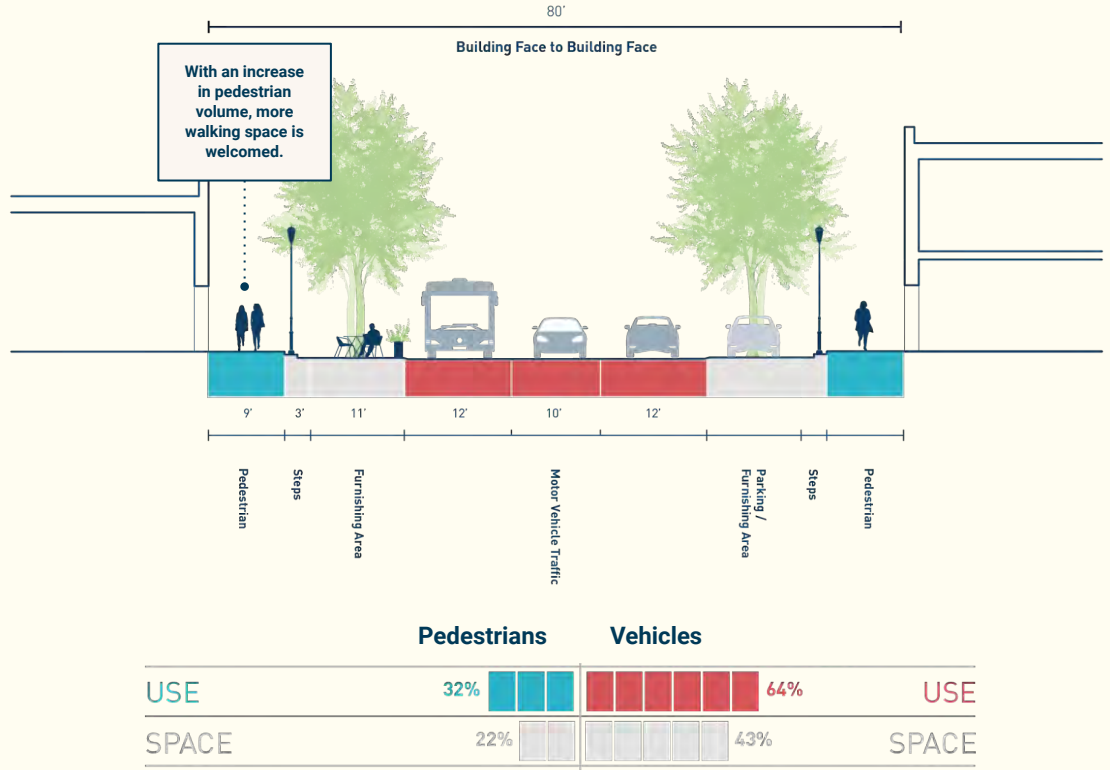 80’
Building Face to Building Face
With an increase
in pedestrian
volume, more
walking space is
welcomed.
9’
3’
11’
12’
10’
12’
Pedestrian
Steps
Furnishing Area
Motor Vehicle Traffic
Parking /
Furnishing Area
Steps
Pedestrian
Pedestrians
Vehicles
USE
32%
64%
USE
SPACE
22%
43%
SPACE